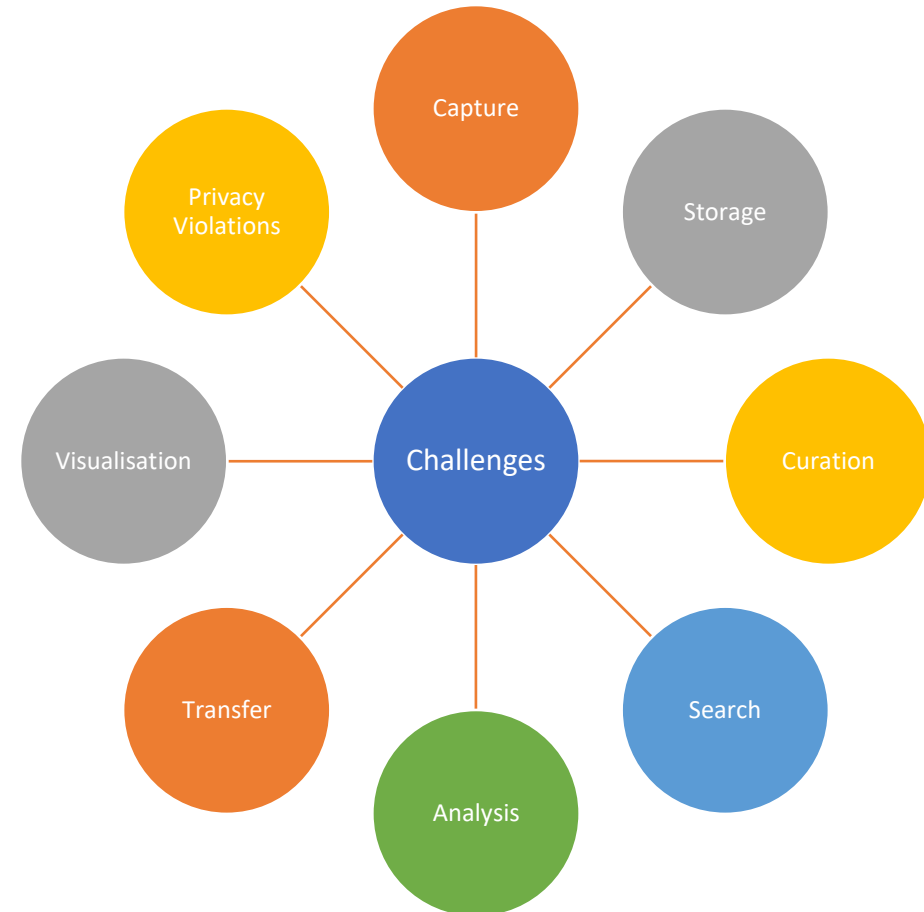 Capture
Privacy
Violations
Storage
Visualisation
Challenges
Curation
Transfer
Search
Analysis